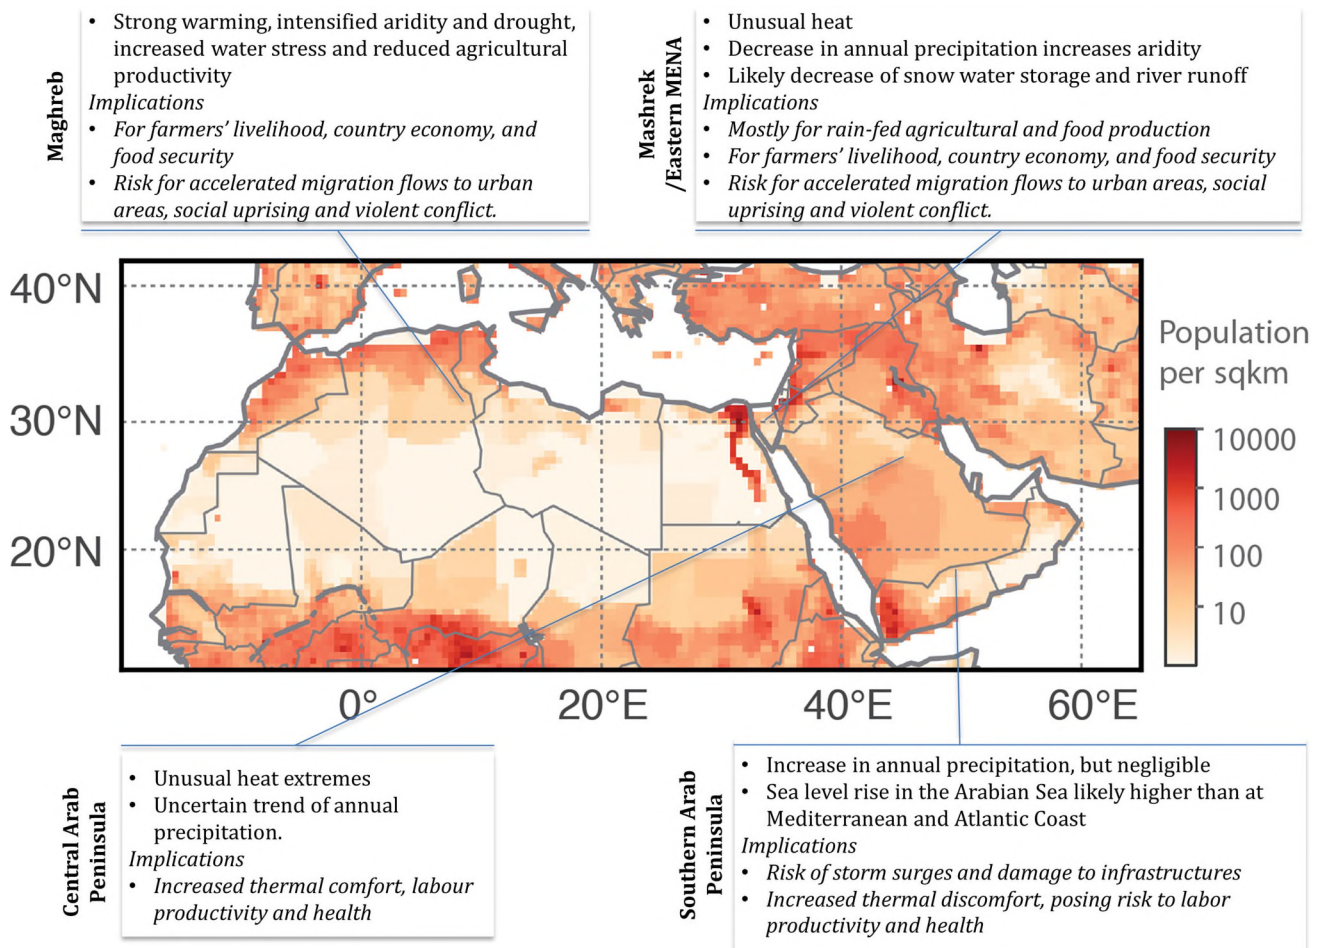 Maghreb
• Strong warming, intensified aridity and drought,
increased water stress and reduced agricultural
productivity
Implications
• For farmers’ livelihood, country economy, and
food security
• Risk for accelerated migration flows to urban
areas, social uprising and violent conflict.
Mashrek
/Eastern MENA
• Unusual heat
• Decrease in annual precipitation increases aridity
• Likely decrease of snow water storage and river runoff
Implications
• Mostly for rain-fed agricultural and food production
• For farmers’ livelihood, country economy, and food security
• Risk for accelerated migration flows to urban areas, social
uprising and violent conflict.
40°N
30°N
20°N
0°
20°E
40°E
60°E
Population
per sqkm
10000
1000
100
10
Central Arab
Peninsula
• Unusual heat extremes
• Uncertain trend of annual
precipitation.
Implications
• Increased thermal comfort, labour
productivity and health
Southern Arab
Peninsula
• Increase in annual precipitation, but negligible
• Sea level rise in the Arabian Sea likely higher than at
Mediterranean and Atlantic Coast
Implications
• Risk of storm surges and damage to infrastructures
• Increased thermal discomfort, posing risk to labor
productivity and health